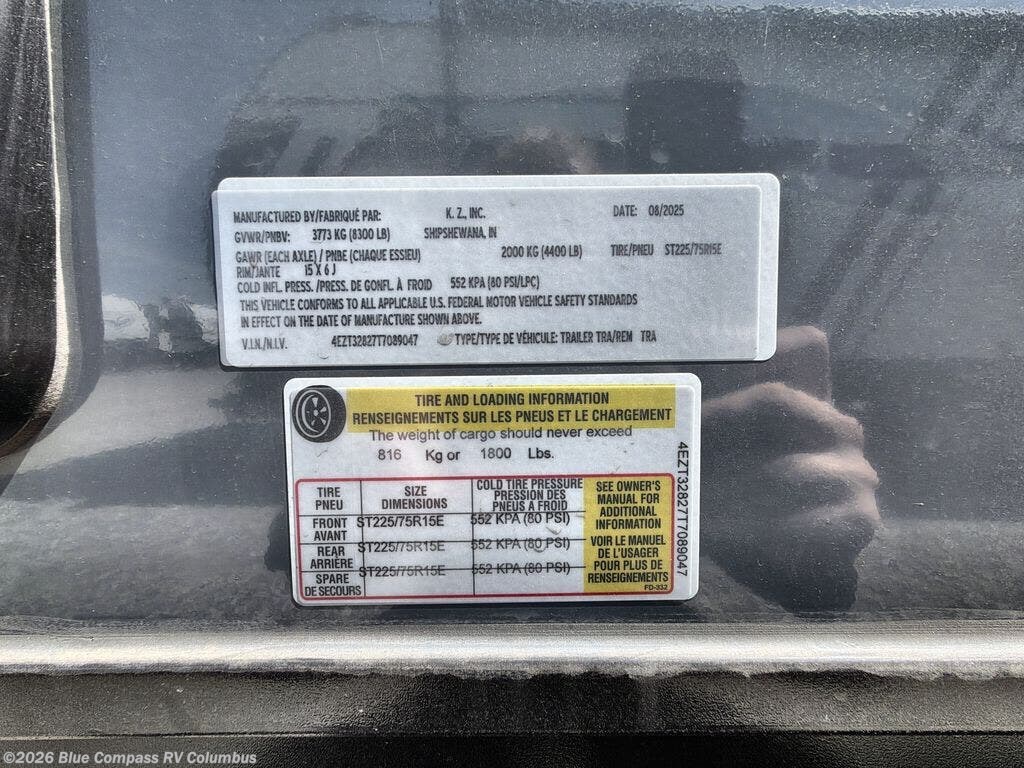 MANUFACTURED BY/FABRIQUÉ PAR: K. Z., INC. DATE: 08/2025
GVWR/PNBV: 3773 KG (8300 LB) SHIPSHEWANA, IN
GAWR (EACH AXLE) / PNBE (CHAQUE ESSIEU) 2000 KG (4400 LB) TIRE/PNEU ST225/75R15E
RIM/JANTE 15 X 6 J
COLD INFL. PRESS. /PRESS. DE GONFL. À FROID 552 KPA (80 PSI/LPC)
THIS VEHICLE CONFORMS TO ALL APPLICABLE U.S. FEDERAL MOTOR VEHICLE SAFETY STANDARDS
IN EFFECT ON THE DATE OF MANUFACTURE SHOWN ABOVE.
V.I.N./N.I.V. 4EZT32827T7089047 TYPE/TYPE DE VÉHICULE: TRAILER TRA/REM TRA
TIRE AND LOADING INFORMATION
RENSEIGNEMENTS SUR LES PNEUS ET LE CHARGEMENT
The weight of cargo should never exceed
816 Kg or 1800 Lbs.
TIRE
PNEU
SIZE
DIMENSIONS
COLD TIRE PRESSURE
PRESSION DES
PNEUS A FROID
FRONT
AVANT
ST225/75R15E 552 KPA (80 PSI)
REAR
ARRIÈRE
ST225/75R15E 552 KPA (80 PSI)
SPARE
DE SECOURS
ST225/75R15E 552 KPA (80 PSI)
SEE OWNER'S
MANUAL FOR
ADDITIONAL
INFORMATION
VOIR LE MANUEL
DE L'USAGER
POUR PLUS DE
RENSEIGNEMENTS
FD-332
4EZT32827T7089047
©2026 Blue Compass RV Columbus